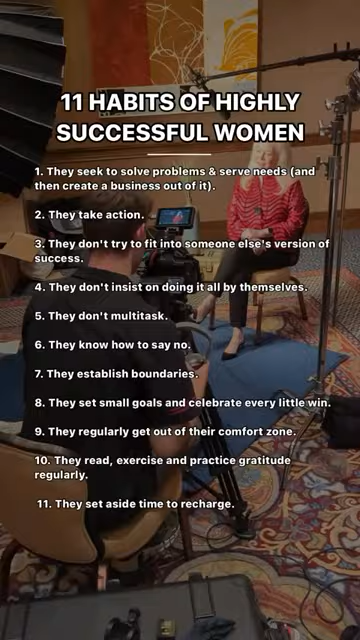 11 HABITS OF HIGHLY
SUCCESSFUL WOMEN
1. They seek to solve problems & serve needs (and
then create a business out of it).
2. They take action.
3. They don't try to fit into someone else's version of
success.
4. They don't insist on doing it all by themselves.
5. They don't multitask.
6. They know how to say no.
7. They establish boundaries.
8. They set small goals and celebrate every little win.
9. They regularly get out of their comfort zone.
10. They read, exercise and practice gratitude
regularly.
11. They set aside time to recharge.